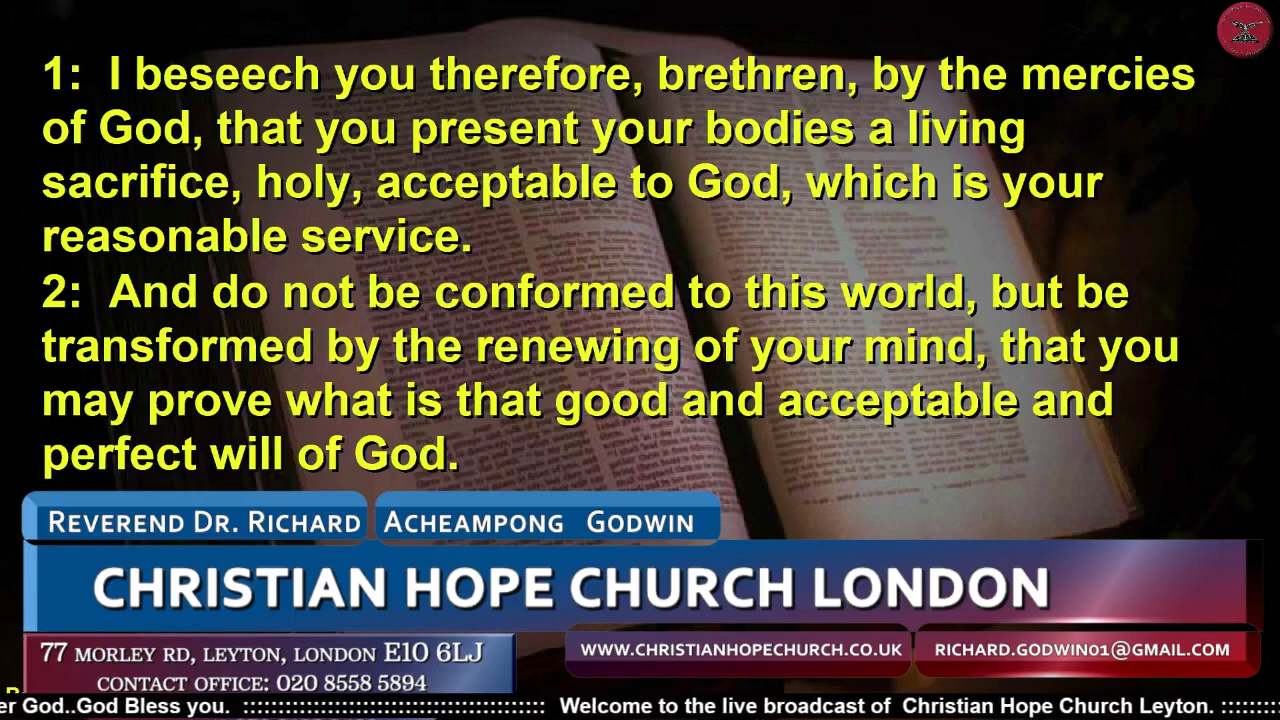 1:  I beseech you therefore, brethren, by the mercies
of God, that you present your bodies a living
sacrifice, holy, acceptable to God, which is your
reasonable service.
2:  And do not be conformed to this world, but be
transformed by the renewing of your mind, that you
may prove what is that good and acceptable and
perfect will of God.
REVEREND DR. RICHARD ACHEAMPONG GODWIN
CHRISTIAN HOPE CHURCH LONDON
77 MORLEY RD, LEYTON, LONDON E10 6LJ
CONTACT OFFICE: 020 8558 5894
WWW.CHRISTIANHOPECHURCH.CO.UK
RICHARD.GODWIN01@GMAIL.COM
God..God Bless you. :::::::::::::::::::::::::::::::::::::::: Welcome to the live broadcast of Christian Hope Church Leyton. :::::::::